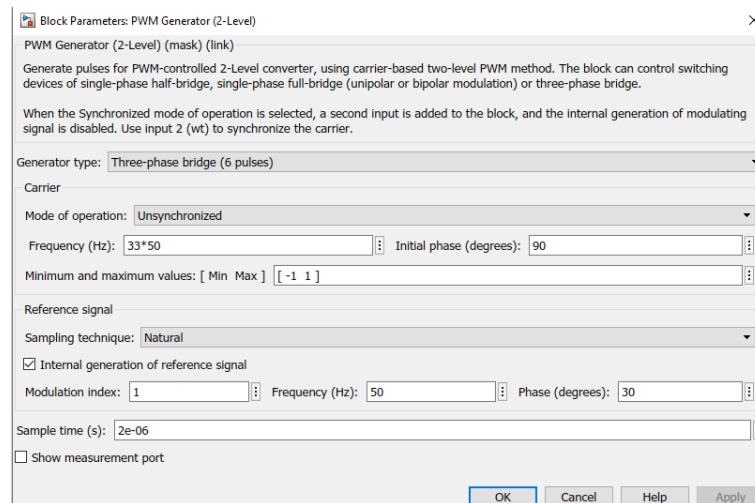 Block Parameters: PWM Generator (2-Level)
PWM Generator (2-Level) (mask) (link)
Generate pulses for PWM-controlled 2-Level converter, using carrier-based two-level PWM method. The block can control switching
devices of single-phase half-bridge, single-phase full-bridge (unipolar or bipolar modulation) or three-phase bridge.
When the Synchronized mode of operation is selected, a second input is added to the block, and the internal generation of modulating
signal is disabled. Use input 2 (wt) to synchronize the carrier.
Generator type: Three-phase bridge (6 pulses)
Carrier
Mode of operation: Unsynchronized
Frequency (Hz): 33*50 Initial phase (degrees): 90
Minimum and maximum values: [ Min Max ] [ -1 1 ]
Reference signal
Sampling technique: Natural
Internal generation of reference signal
Modulation index: 1 Frequency (Hz): 50 Phase (degrees): 30
Sample time (s): 2e-06
Show measurement port
OK Cancel Help Apply